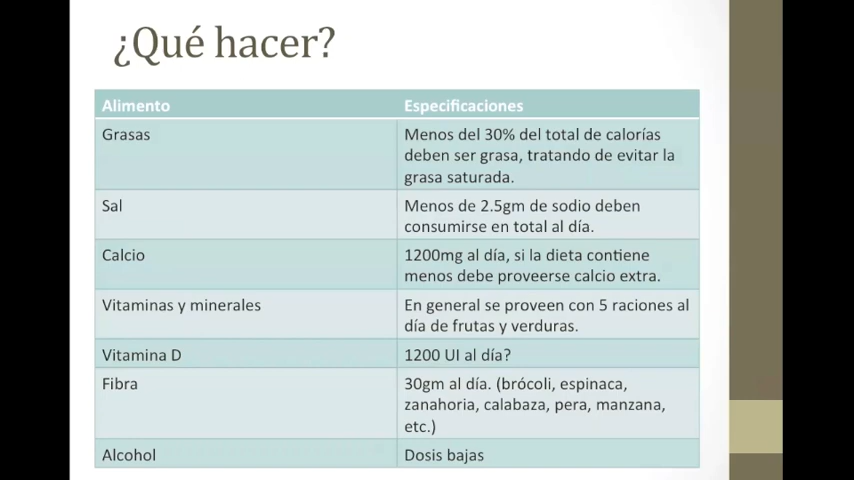 ¿Qué hacer?
Alimento
Especificaciones
Grasas
Menos del 30% del total de calorías
deben ser grasa, tratando de evitar la
grasa saturada.
Sal
Menos de 2.5gm de sodio deben
consumirse en total al día.
Calcio
1200mg al día, si la dieta contiene
menos debe proveerse calcio extra.
Vitaminas y minerales
En general se proveen con 5 raciones al
día de frutas y verduras.
Vitamina D
1200 UI al día?
Fibra
30gm al día. (brócoli, espinaca,
zanahoria, calabaza, pera, manzana,
etc.)
Alcohol
Dosis bajas